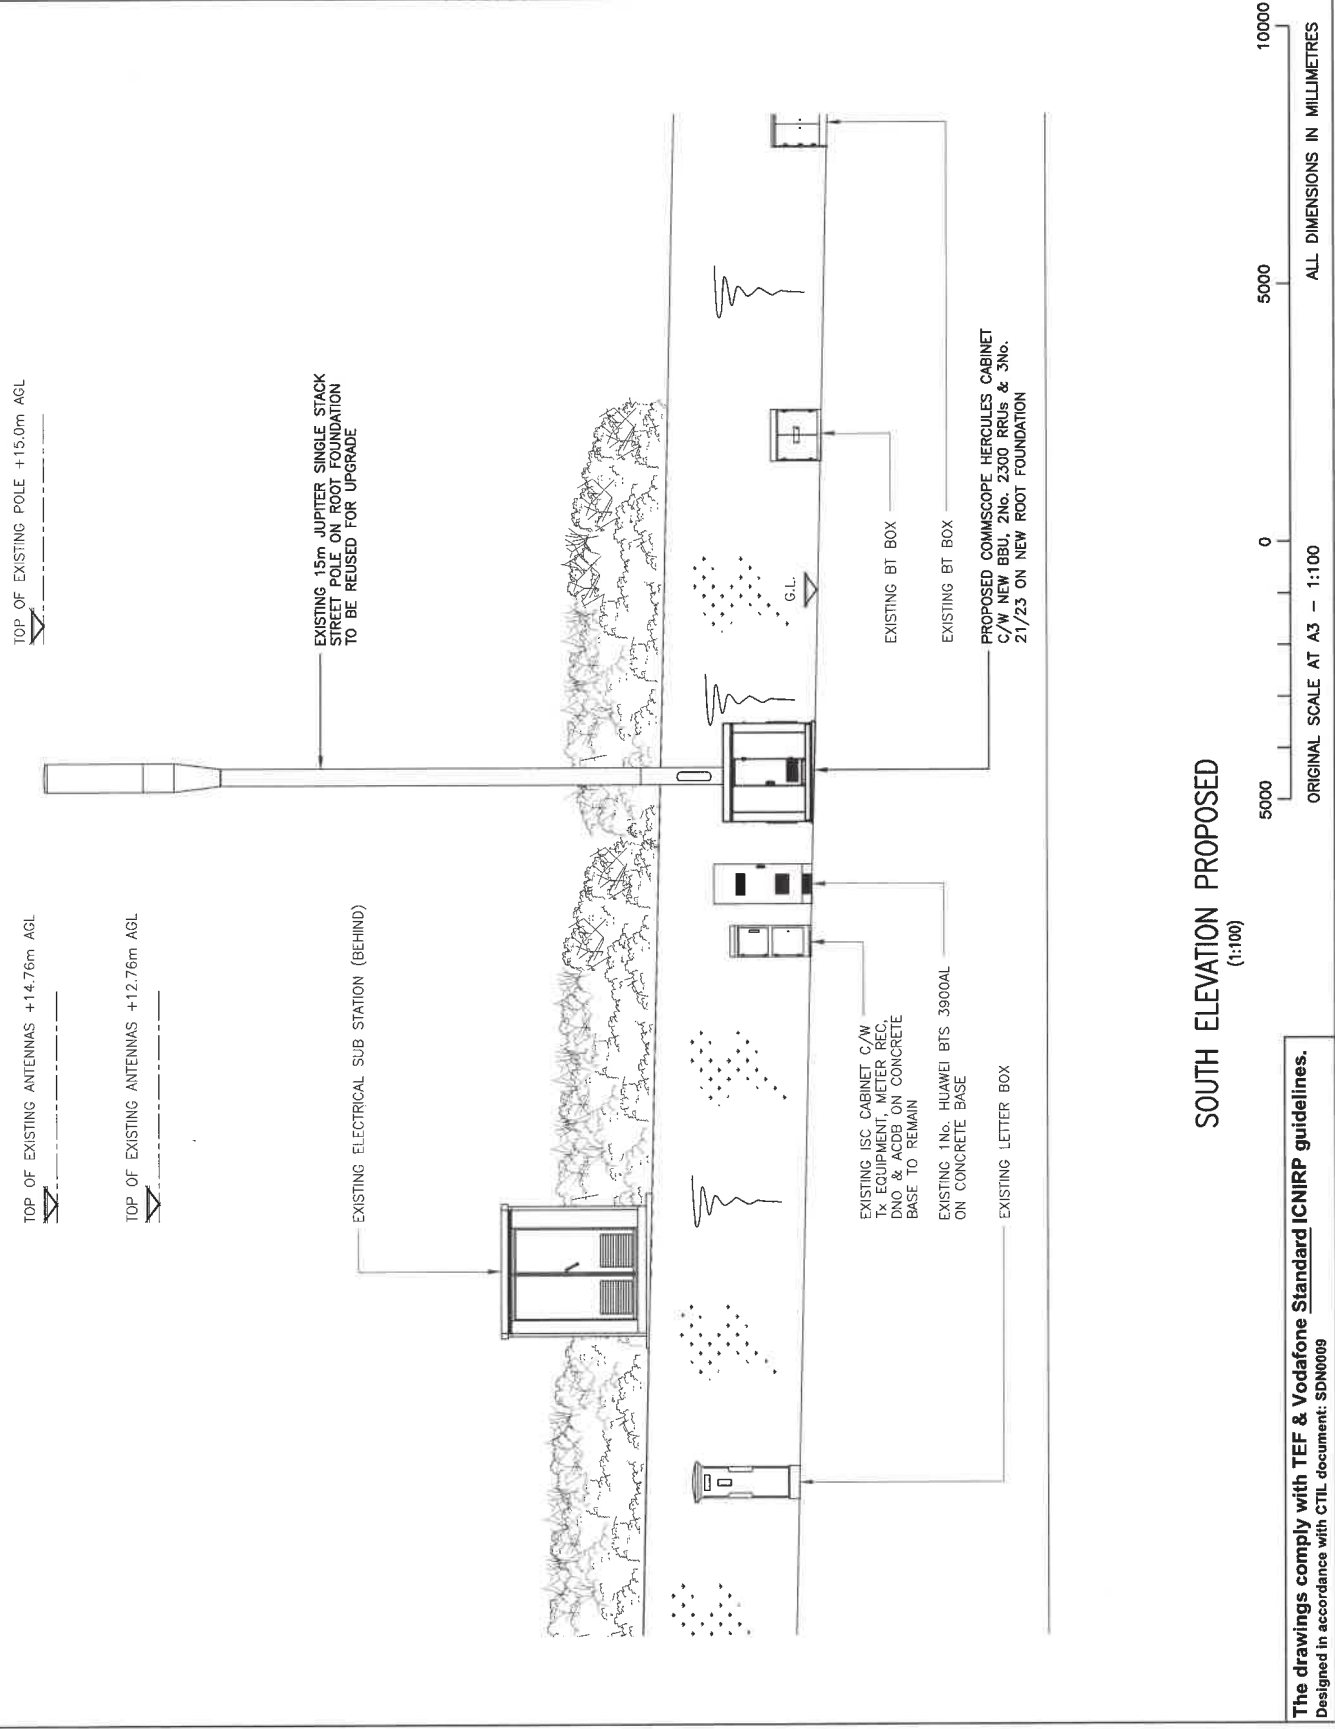 TOP OF EXISTING ANTENNAS +14.76m AGL
TOP OF EXISTING POLE +15.0m AGL
TOP OF EXISTING ANTENNAS +12.76m AGL
EXISTING 15m JUPITER SINGLE STACK
STREET POLE ON ROOT FOUNDATION
TO BE REUSED FOR UPGRADE
EXISTING ELECTRICAL SUB STATION (BEHIND)
G.L.
EXISTING ISC CABINET C/W
Tx EQUIPMENT, METER REC,
DNO & ACDB ON CONCRETE
BASE TO REMAIN
EXISTING 1No. HUAWEI BTS 3900AL
ON CONCRETE BASE
EXISTING LETTER BOX
EXISTING BT BOX
EXISTING BT BOX
PROPOSED COMMSCOPE HERCULES CABINET
C/W NEW BBU, 2No. 2300 RRUs & 3No.
21/23 ON NEW ROOT FOUNDATION
SOUTH ELEVATION PROPOSED
(1:100)
5000 0 5000 10000
ORIGINAL SCALE AT A3 - 1:100
ALL DIMENSIONS IN MILLIMETRES
The drawings comply with TEF & Vodafone Standard ICNIRP guidelines.
Designed in accordance with CTIL document: SDN0009